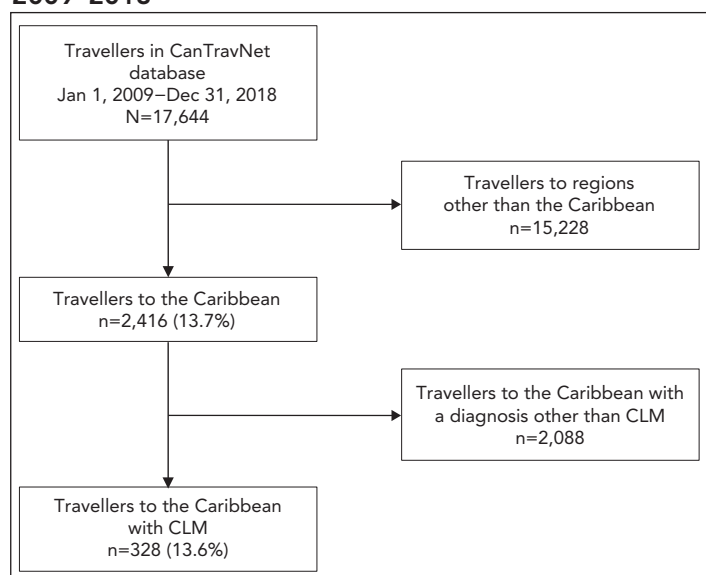 Travellers in CanTravNet
database
Jan 1, 2009–Dec 31, 2018
N=17,644
Travellers to regions
other than the Caribbean
n=15,228
Travellers to the Caribbean
n=2,416 (13.7%)
Travellers to the Caribbean with
a diagnosis other than CLM
n=2,088
Travellers to the Caribbean
with CLM
n=328 (13.6%)